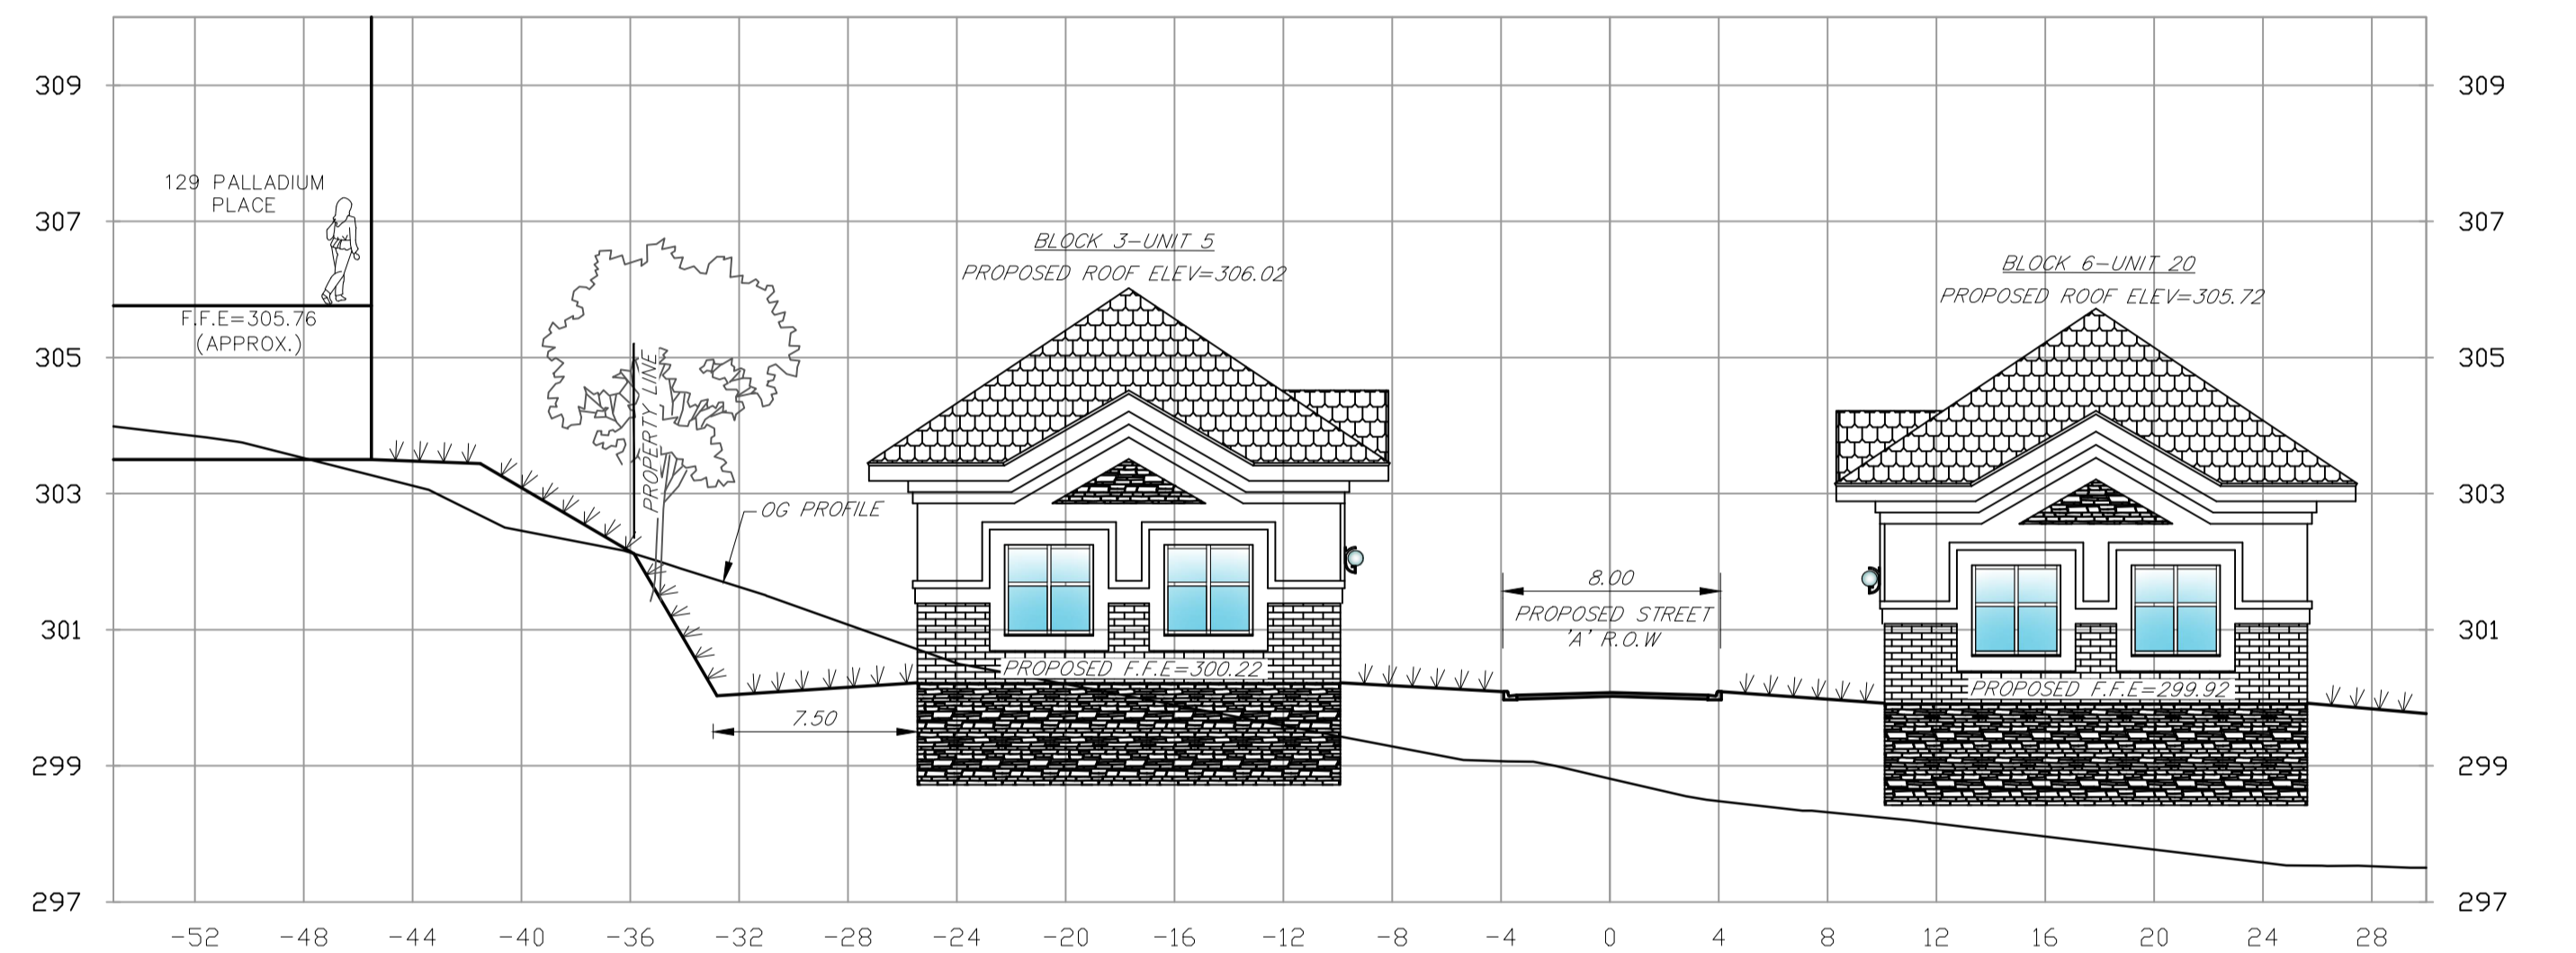 309
307
305
303
301
299
297
129 PALLADIUM
PLACE
F.F.E=305.76
(APPROX.)
PROPERTY LINE
OG PROFILE
BLOCK 3-UNIT 5
PROPOSED ROOF ELEV=306.02
PROPOSED F.F.E=300.22
7.50
8.00
PROPOSED STREET
'A' R.O.W
BLOCK 6-UNIT 20
PROPOSED ROOF ELEV=305.72
PROPOSED F.F.E=299.92
309
307
305
303
301
299
297
-52 -48 -44 -40 -36 -32 -28 -24 -20 -16 -12 -8 -4 0 4 8 12 16 20 24 28